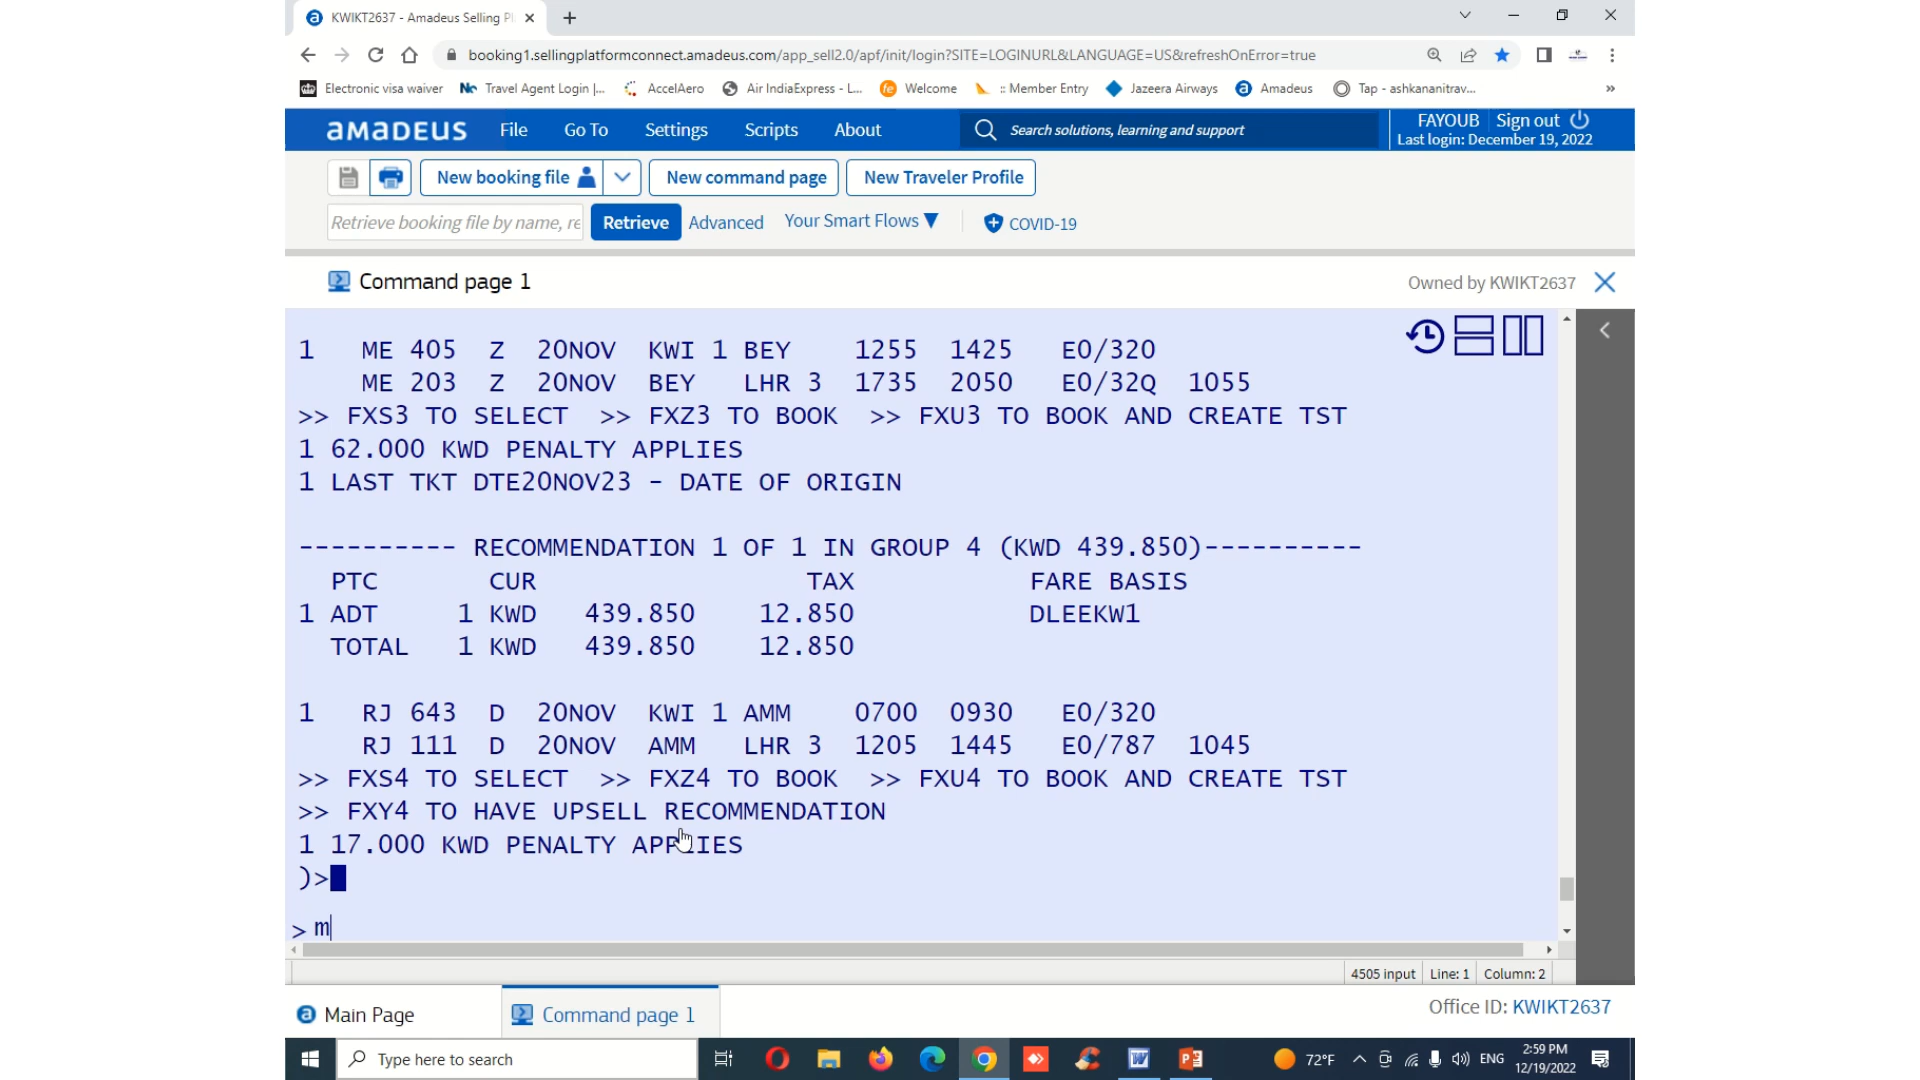 KWIKT2637 - Amadeus Selling Pl
booking1.sellingplatformconnect.amadeus.com/app_sell2.0/apf/init/login?SITE=LOGINURL&LANGUAGE=US&refreshOnError=true
Electronic visa waiver Travel Agent Login |... AccelAero Air IndiaExpress - L... Welcome :: Member Entry Jazeera Airways Amadeus Tap - ashkananitrav... »
amadeus File Go To Settings Scripts About Search solutions, learning and support FAYOUB Sign out
Last login: December 19, 2022
New booking file New command page New Traveler Profile
Retrieve booking file by name, re Retrieve Advanced Your Smart Flows ▼ COVID-19
Command page 1 Owned by KWIKT2637
1 ME 405 Z 20NOV KWI 1 BEY 1255 1425 E0/320
ME 203 Z 20NOV BEY LHR 3 1735 2050 E0/32Q 1055
>> FXS3 TO SELECT >> FXZ3 TO BOOK >> FXU3 TO BOOK AND CREATE TST
1 62.000 KWD PENALTY APPLIES
1 LAST TKT DTE20NOV23 - DATE OF ORIGIN
---------- RECOMMENDATION 1 OF 1 IN GROUP 4 (KWD 439.850)----------
PTC CUR TAX FARE BASIS
1 ADT 1 KWD 439.850 12.850 DLEEKW1
TOTAL 1 KWD 439.850 12.850
1 RJ 643 D 20NOV KWI 1 AMM 0700 0930 E0/320
RJ 111 D 20NOV AMM LHR 3 1205 1445 E0/787 1045
>> FXS4 TO SELECT >> FXZ4 TO BOOK >> FXU4 TO BOOK AND CREATE TST
>> FXY4 TO HAVE UPSELL RECOMMENDATION
1 17.000 KWD PENALTY APPLIES
)>
> m
4505 input Line: 1 Column: 2
Main Page Command page 1 Office ID: KWIKT2637
Type here to search 72°F ENG 2:59 PM
12/19/2022